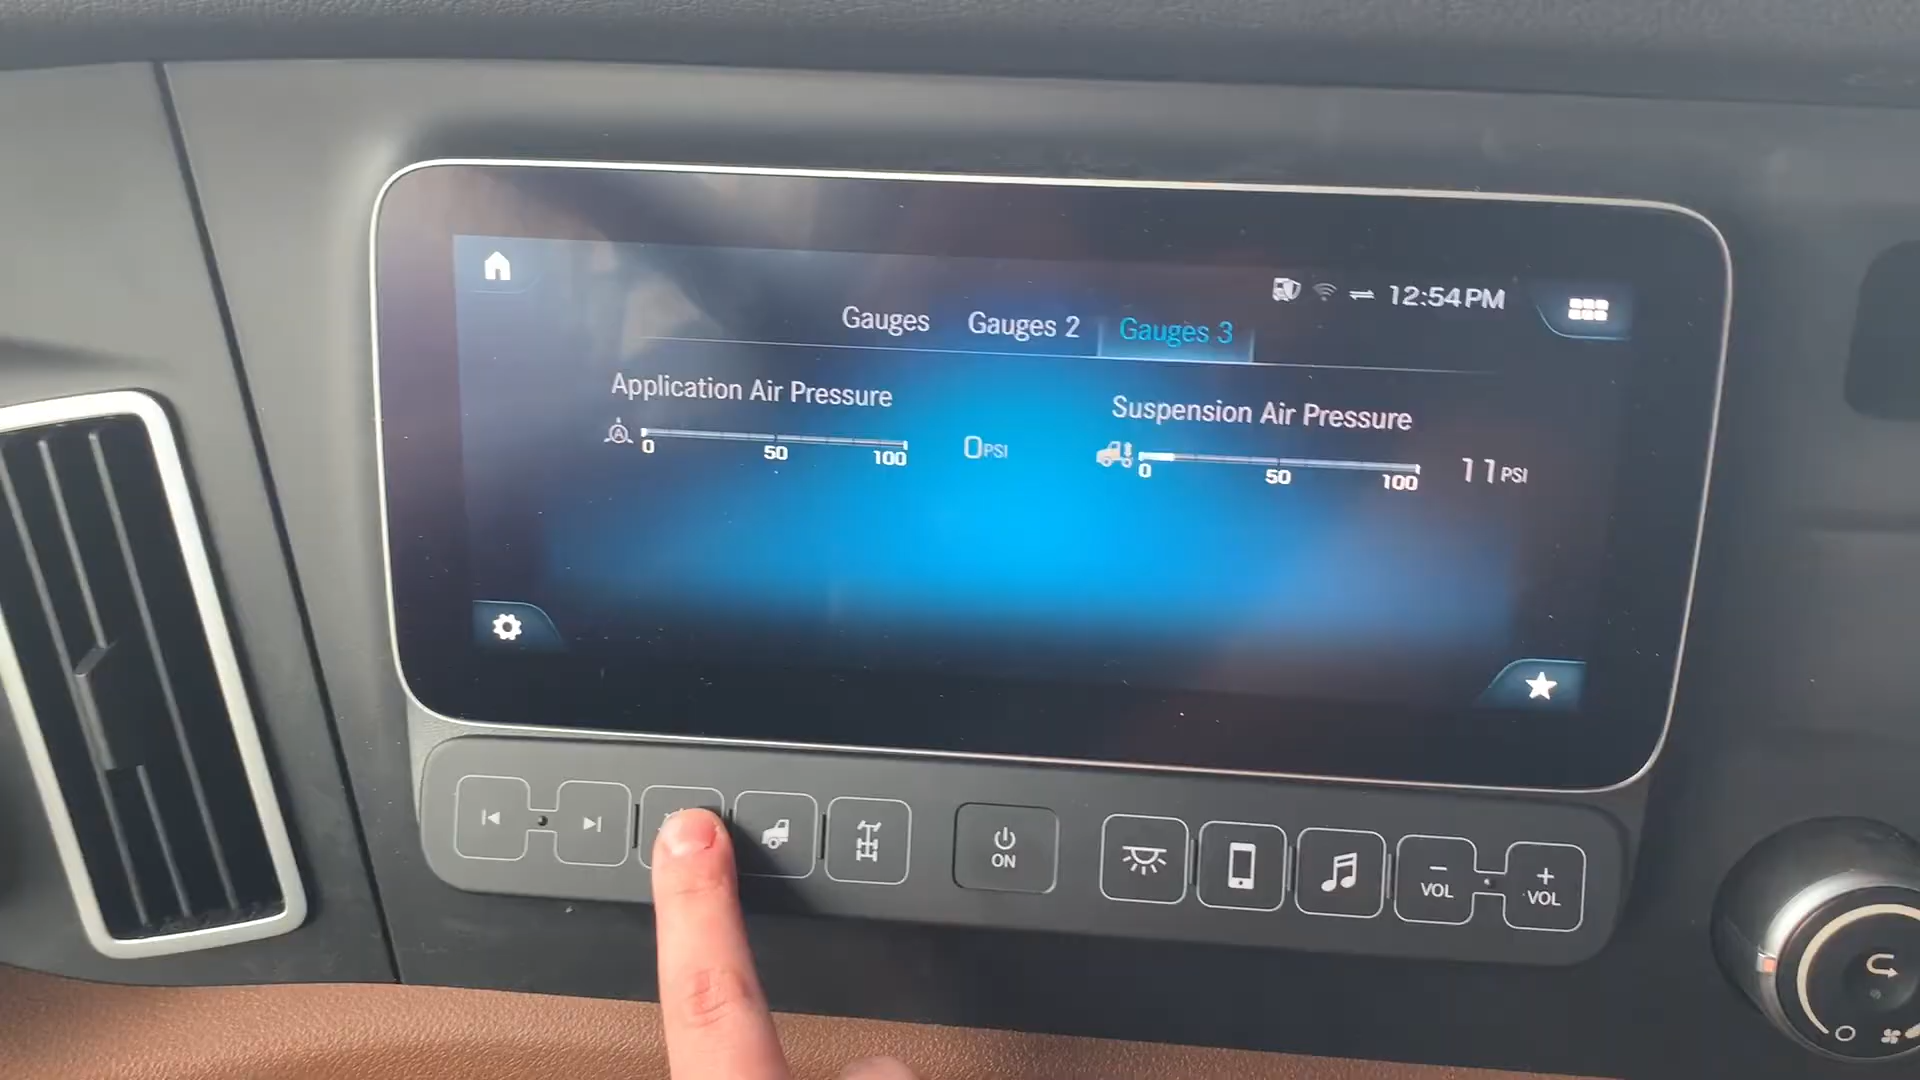 12:54PM
Gauges Gauges 2 Gauges 3
Application Air Pressure
0 50 100
0PSI
Suspension Air Pressure
0 50 100
11PSI
ON
VOL
VOL